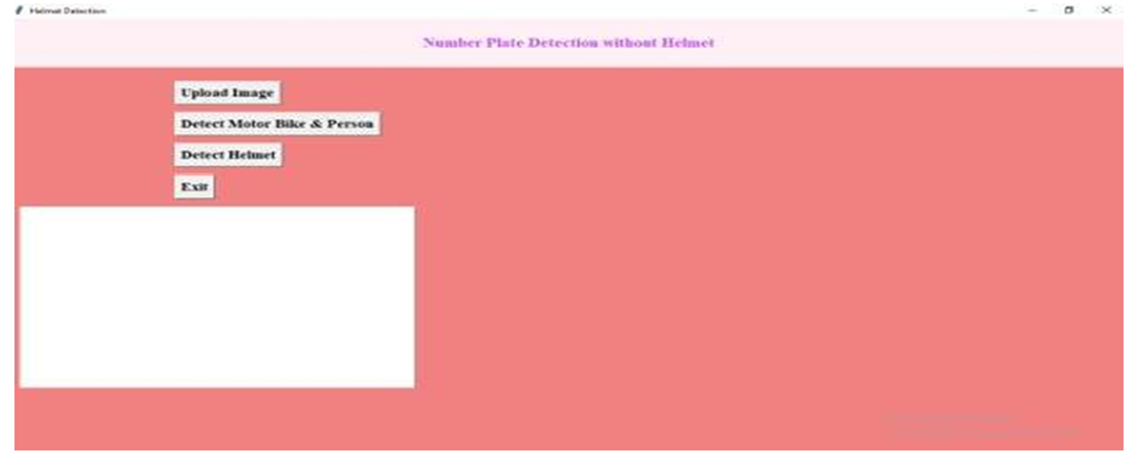 Helmet Detection
Number Plate Detection without Helmet
Upload Image
Detect Motor Bike & Person
Detect Helmet
Exit